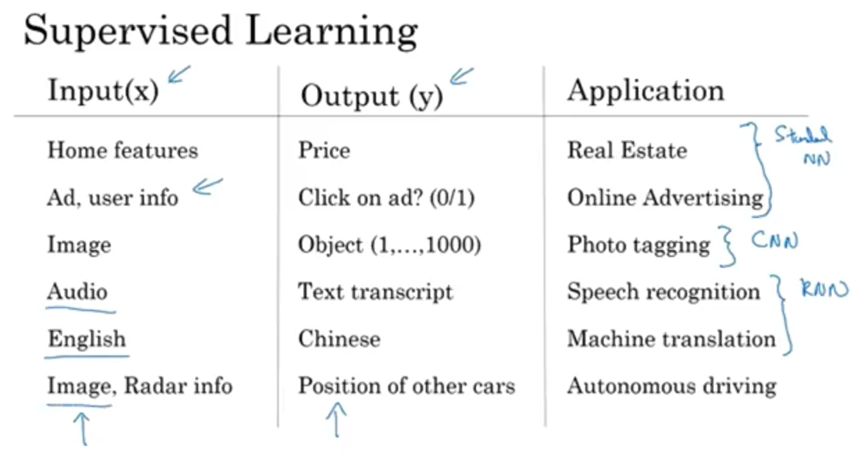 Supervised Learning
Input(x) Output (y) Application
Home features Price Real Estate
Standard NN
Ad, user info Click on ad? (0/1) Online Advertising
Image Object (1,...,1000) Photo tagging CNN
Audio Text transcript Speech recognition RNN
English Chinese Machine translation
Image, Radar info Position of other cars Autonomous driving